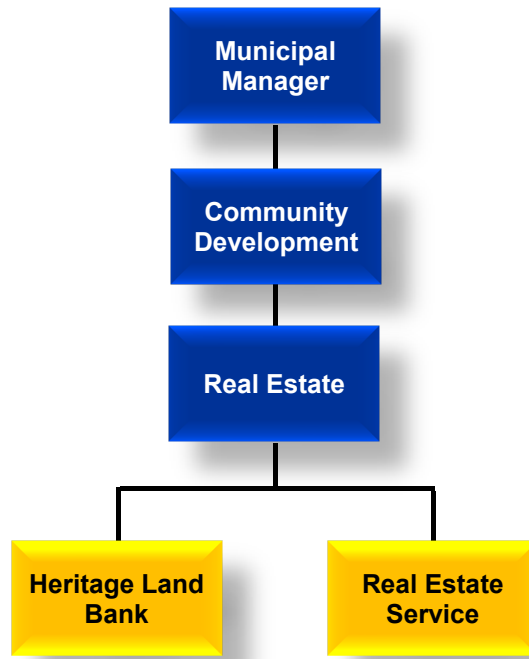 Municipal
Manager
Community
Development
Real Estate
Heritage Land
Bank
Real Estate
Service